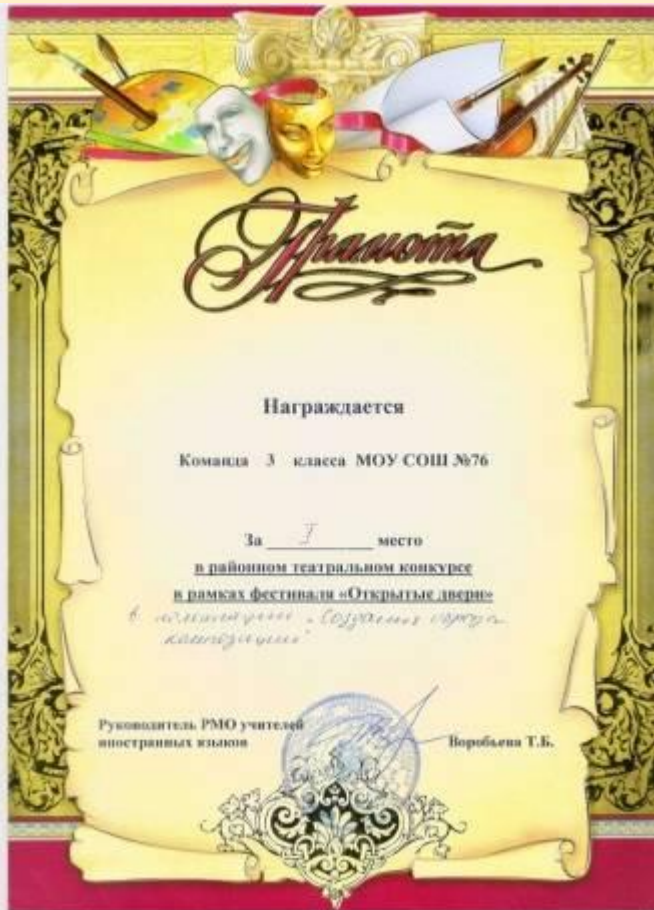 Грамота
Награждается
Команда 3 класса МОУ СОШ №76
За I место
в районном театральном конкурсе
в рамках фестиваля «Открытые двери»
в номинации „Создание образа
композиции"
Руководитель РМО учителей
иностранных языков
Воробьева Т.Б.